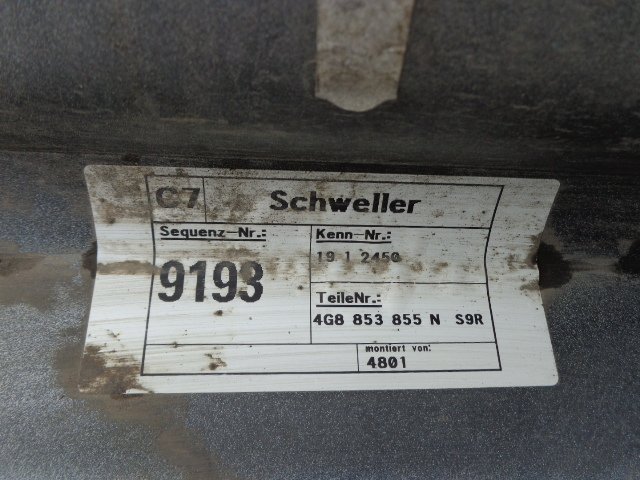 C7 Schweller
Sequenz-Nr.:
9193
Kenn-Nr.:
19 1 2450
TeileNr.:
4G8 853 855 N S9R
montiert von:
4801